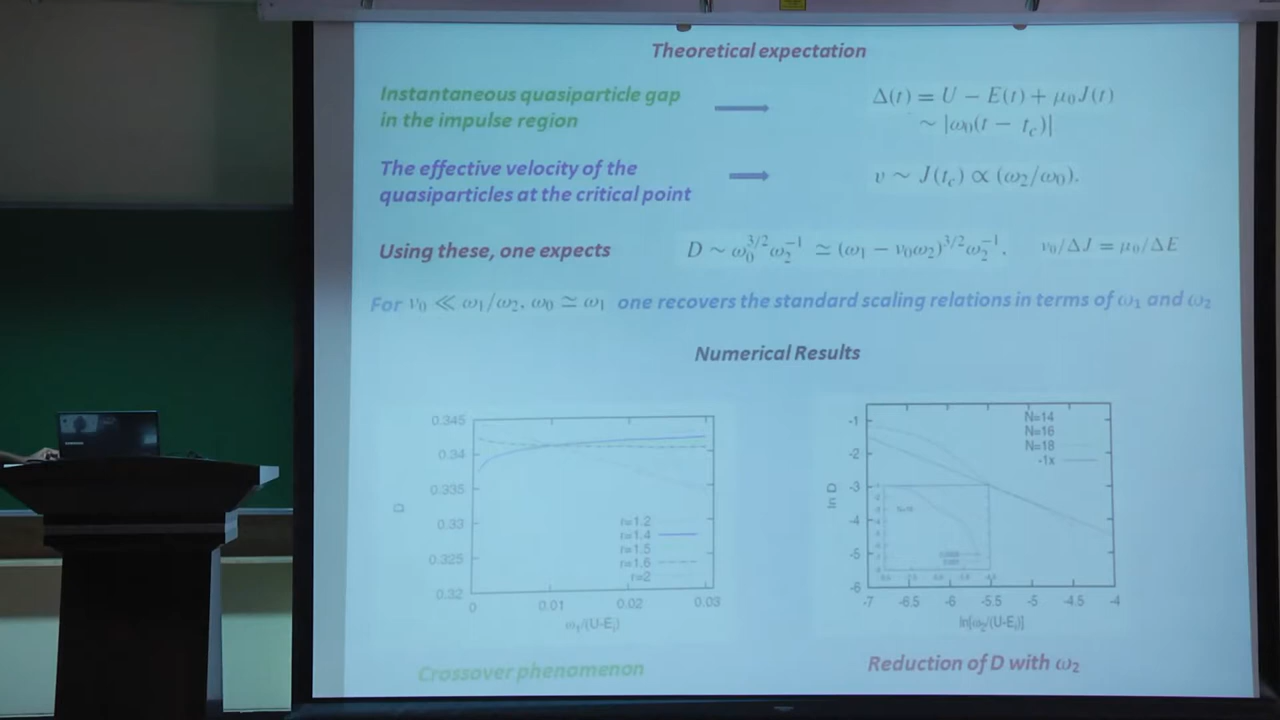 Theoretical expectation
Instantaneous quasiparticle gap
in the impulse region
Δ(t) = U − E(t) + μ₀J(t)
~ |ω₀(t − t_c)|
The effective velocity of the
quasiparticles at the critical point
v ~ J(t_c) ∝ (ω₂/ω₀).
Using these, one expects
D ~ ω₀^{3/2}ω₂^{-1} ≃ (ω₁ − ν₀ω₂)^{3/2}ω₂^{-1}, ν₀/ΔJ = μ₀/ΔE
For ν₀ ≪ ω₁/ω₂, ω₀ ≃ ω₁ one recovers the standard scaling relations in terms of ω₁ and ω₂
Numerical Results
0.345
0.34
0.335
0.33
0.325
0.32
D
r=1.2
r=1.4
r=1.5
r=1.6
r=2
0 0.01 0.02 0.03
ω₁/(U-Eᵢ)
Crossover phenomenon
-1
-2
-3
-4
-5
-6
ln D
N=14
N=16
N=18
-1x
-7 -6.5 -6 -5.5 -5 -4.5 -4
ln[ω₂/(U-Eᵢ)]
Reduction of D with ω₂